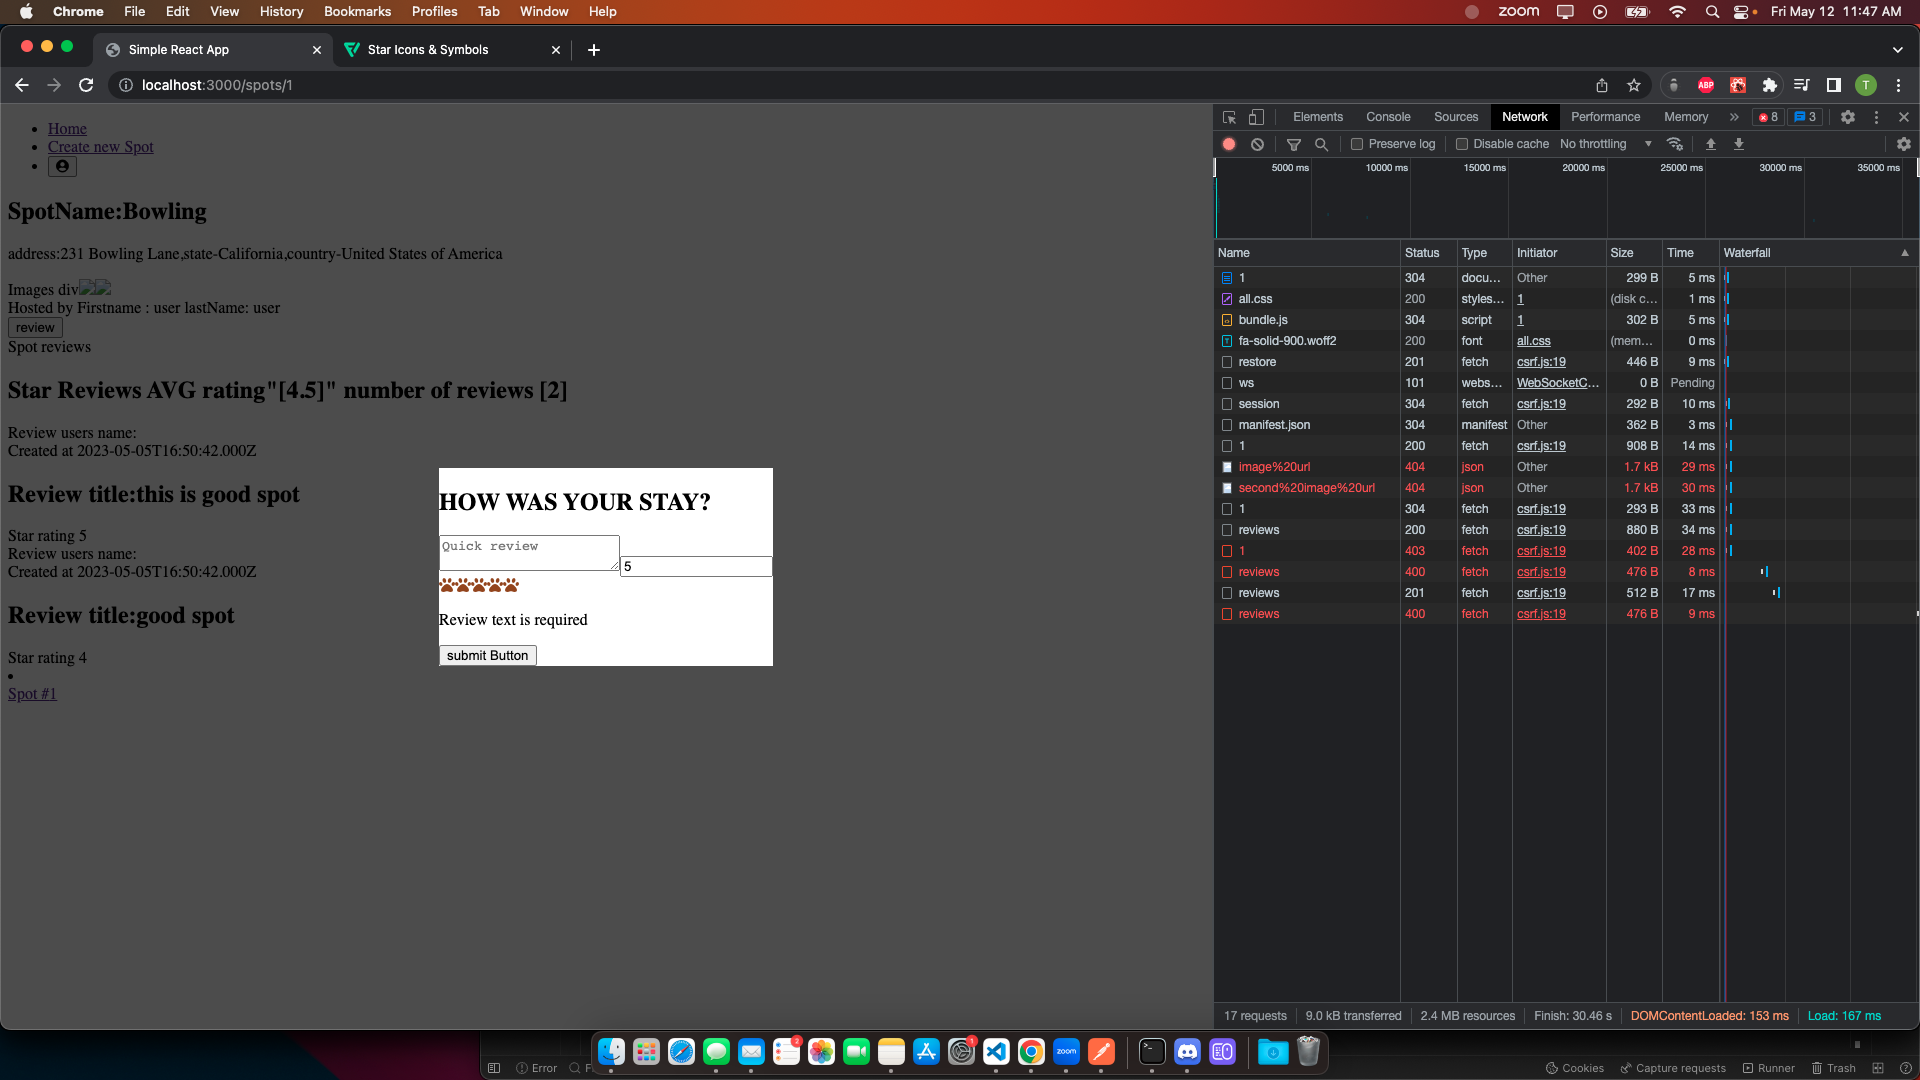 Chrome File Edit View History Bookmarks Profiles Tab Window Help zoom Fri May 12 11:47 AM
Simple React App Star Icons & Symbols
localhost:3000/spots/1 ABP T
Home
Create new Spot
SpotName:Bowling
address:231 Bowling Lane,state-California,country-United States of America
Images div
Hosted by Firstname : user lastName: user
review
Spot reviews
Star Reviews AVG rating"[4.5]" number of reviews [2]
Review users name:
Created at 2023-05-05T16:50:42.000Z
Review title:this is good spot
Star rating 5
Review users name:
Created at 2023-05-05T16:50:42.000Z
Review title:good spot
Star rating 4
Spot #1
HOW WAS YOUR STAY?
Quick review
5
Review text is required
submit Button
Elements Console Sources Network Performance Memory » 8 3
Preserve log Disable cache No throttling
5000 ms 10000 ms 15000 ms 20000 ms 25000 ms 30000 ms 35000 ms
Name Status Type Initiator Size Time Waterfall
1 304 docu... Other 299 B 5 ms
all.css 200 styles... 1 (disk c... 1 ms
bundle.js 304 script 1 302 B 5 ms
fa-solid-900.woff2 200 font all.css (mem... 0 ms
restore 201 fetch csrf.js:19 446 B 9 ms
ws 101 webs... WebSocketC... 0 B Pending
session 304 fetch csrf.js:19 292 B 10 ms
manifest.json 304 manifest Other 362 B 3 ms
1 200 fetch csrf.js:19 908 B 14 ms
image%20url 404 json Other 1.7 kB 29 ms
second%20image%20url 404 json Other 1.7 kB 30 ms
1 304 fetch csrf.js:19 293 B 33 ms
reviews 200 fetch csrf.js:19 880 B 34 ms
1 403 fetch csrf.js:19 402 B 28 ms
reviews 400 fetch csrf.js:19 476 B 8 ms
reviews 201 fetch csrf.js:19 512 B 17 ms
reviews 400 fetch csrf.js:19 476 B 9 ms
17 requests 9.0 kB transferred 2.4 MB resources Finish: 30.46 s DOMContentLoaded: 153 ms Load: 167 ms
2 1 zoom
Error Cookies Capture requests Runner Trash